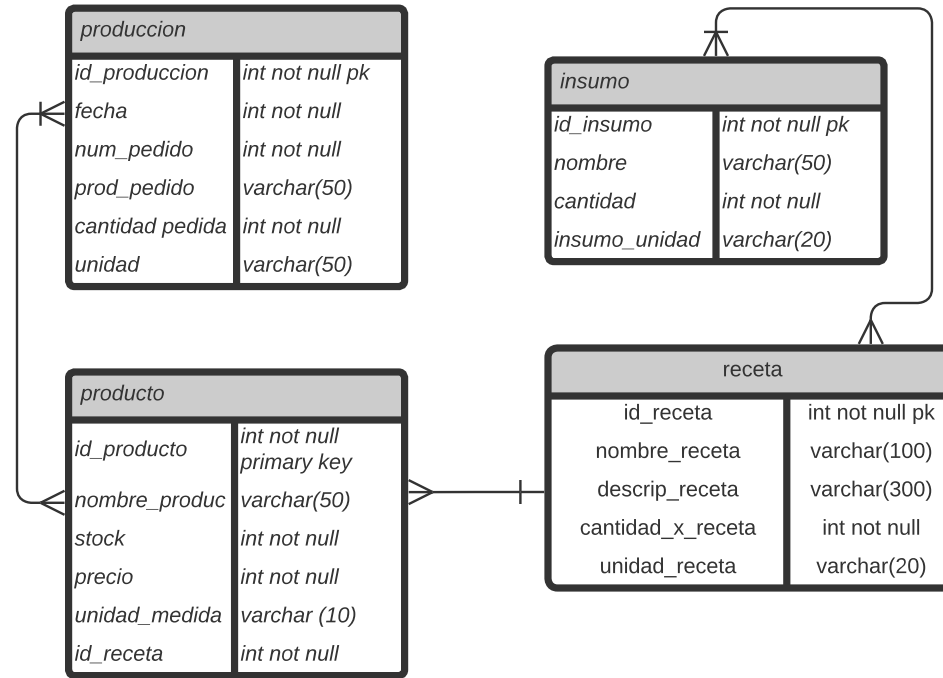 produccion
id_produccion int not null pk
fecha int not null
num_pedido int not null
prod_pedido varchar(50)
cantidad pedida int not null
unidad varchar(50)
insumo
id_insumo int not null pk
nombre varchar(50)
cantidad int not null
insumo_unidad varchar(20)
producto
id_producto int not null
primary key
nombre_produc varchar(50)
stock int not null
precio int not null
unidad_medida varchar (10)
id_receta int not null
receta
id_receta int not null pk
nombre_receta varchar(100)
descrip_receta varchar(300)
cantidad_x_receta int not null
unidad_receta varchar(20)